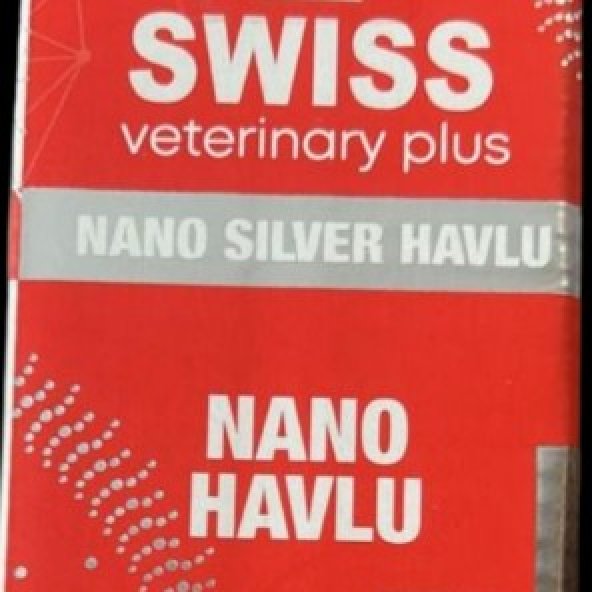 SWISS
veterinary plus
NANO SILVER HAVLU
NANO
HAVLU